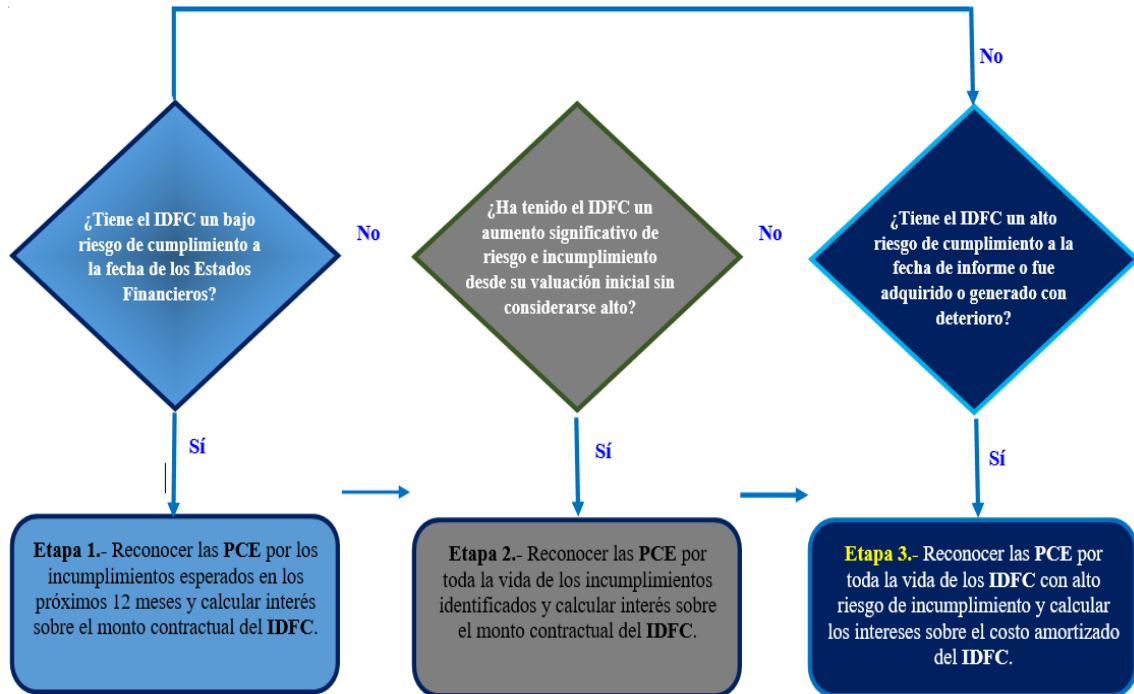 No
¿Tiene el IDFC un bajo
riesgo de cumplimiento a
la fecha de los Estados
Financieros?
No
¿Ha tenido el IDFC un
aumento significativo de
riesgo e incumplimiento
desde su valuación inicial sin
considerarse alto?
No
¿Tiene el IDFC un alto
riesgo de cumplimiento a la
fecha de informe o fue
adquirido o generado con
deterioro?
Sí
Sí
Sí
Etapa 1.- Reconocer las PCE por los
incumplimientos esperados en los
próximos 12 meses y calcular interés
sobre el monto contractual del IDFC.
Etapa 2.- Reconocer las PCE por
toda la vida de los incumplimientos
identificados y calcular interés sobre
el monto contractual del IDFC.
Etapa 3.- Reconocer las PCE por
toda la vida de los IDFC con alto
riesgo de incumplimiento y calcular
los intereses sobre el costo amortizado
del IDFC.